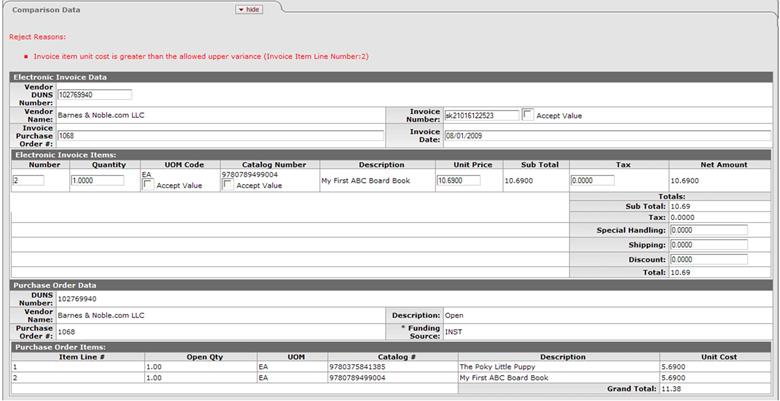 Comparison Data
hide
Reject Reasons:
Invoice item unit cost is greater than the allowed upper variance (Invoice Item Line Number:2)
Electronic Invoice Data
Vendor DUNS Number: 102769940
Vendor Name: Barnes & Noble.com LLC Invoice Number: sk21016122523 Accept Value
Invoice Purchase Order #: 1068 Invoice Date: 08/01/2009
Electronic Invoice Items:
Number Quantity UOM Code Catalog Number Description Unit Price Sub Total Tax Net Amount
2 1.0000 EA Accept Value 9780789499004 Accept Value My First ABC Board Book 10.6900 10.6900 0.0000 10.6900
Totals:
Sub Total: 10.69
Tax: 0.0000
Special Handling: 0.0000
Shipping: 0.0000
Discount: 0.0000
Total: 10.69
Purchase Order Data
DUNS Number: 102769940
Vendor Name: Barnes & Noble.com LLC Description: Open
Purchase Order #: 1068 * Funding Source: INST
Purchase Order Items:
Item Line # Open Qty UOM Catalog # Description Unit Cost
1 1.00 EA 9780375841385 The Poky Little Puppy 5.6900
2 1.00 EA 9780789499004 My First ABC Board Book 5.6900
Grand Total: 11.38